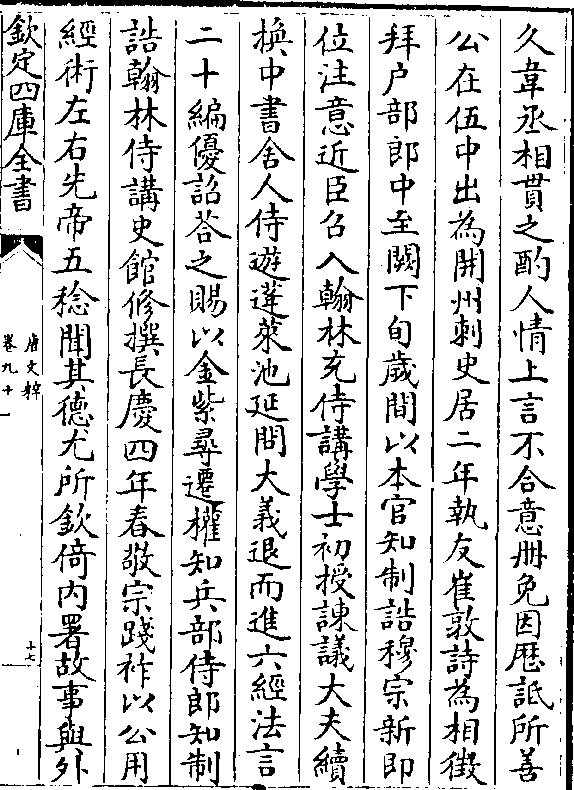 久韋丞相貫之酌人情上言不合意册免因厯詆所善
公在伍中出為開州刺史居二年執友崔敦詩為相徵
拜户部郎中至闕下旬歲間以本官知制誥穆宗新即
位注意近臣召入翰林充侍講學士初授諫議大夫續
換中書舍人侍遊蓬萊池延問大義退而進六經法言
二十編優詔荅之賜以金紫尋遷權知兵部侍郎知制
誥翰林侍講史館修撰長慶四年春敬宗踐祚以公用
經術左右先帝五稔聞其德尤所欽倚内署故事與外
欽定四庫全書
唐文粹
卷九十
十七